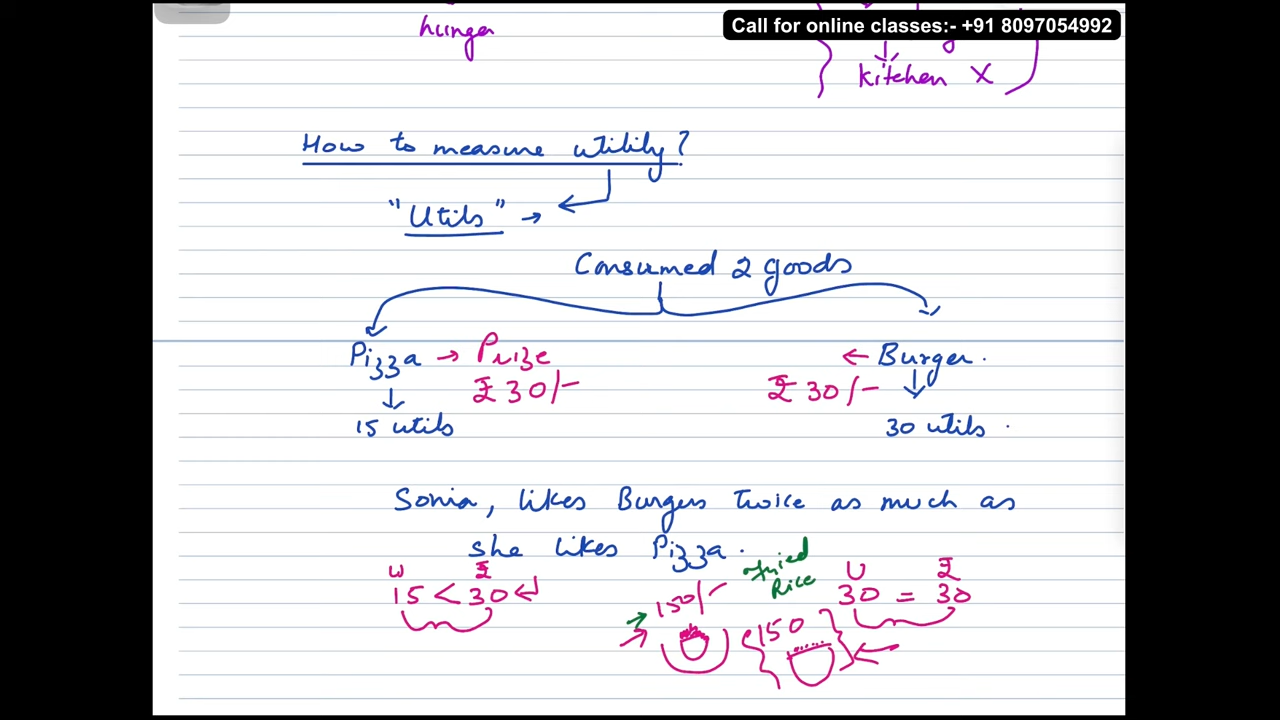 Call for online classes:- +91 8097054992
hunger
kitchen X
How to measure utility?
"Utils" →
Consumed 2 goods
Pizza → Prize ← Burger.
₹ 30/- ₹ 30/-
15 utils 30 utils
Sonia, likes Burgers twice as much as
she likes Pizza.
fried
Rice
U ₹ U ₹
15 < 30 150/- 30 = 30
150